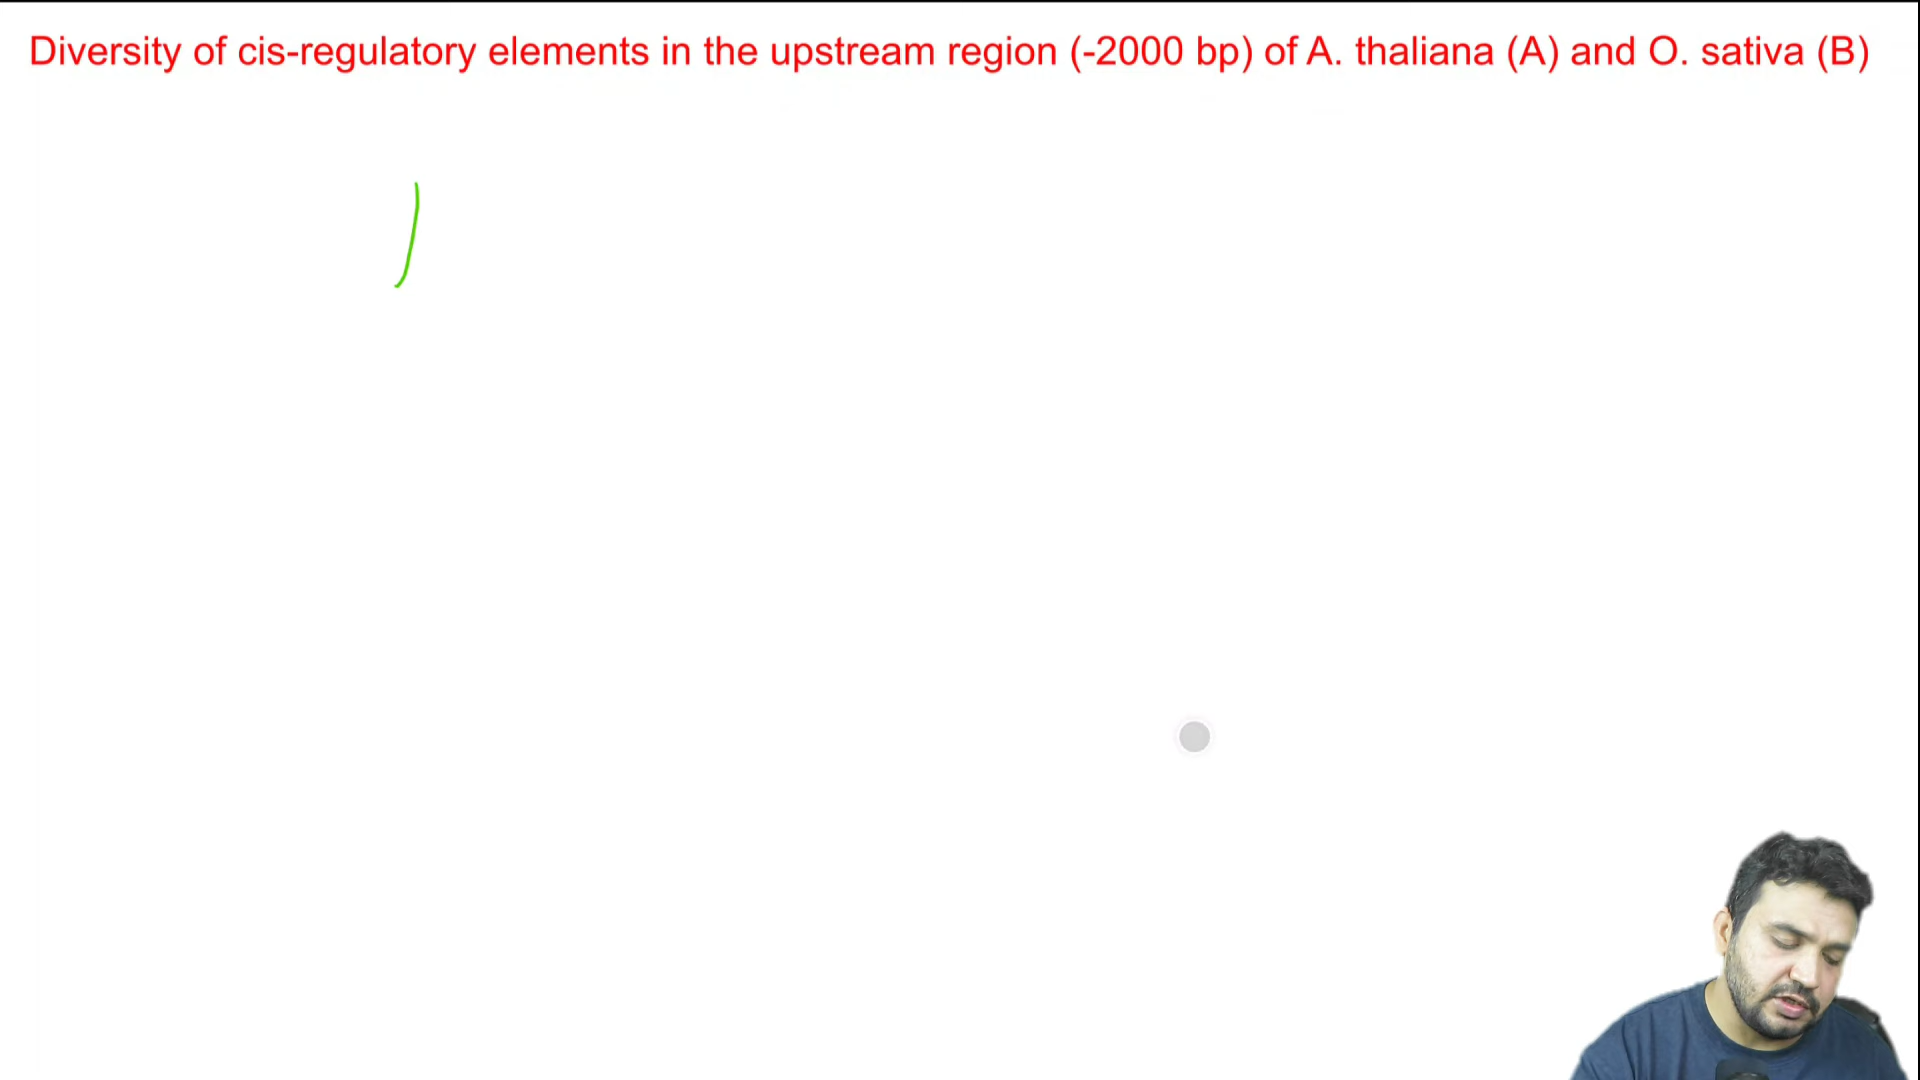 Diversity of cis-regulatory elements in the upstream region (-2000 bp) of A. thaliana (A) and O. sativa (B)